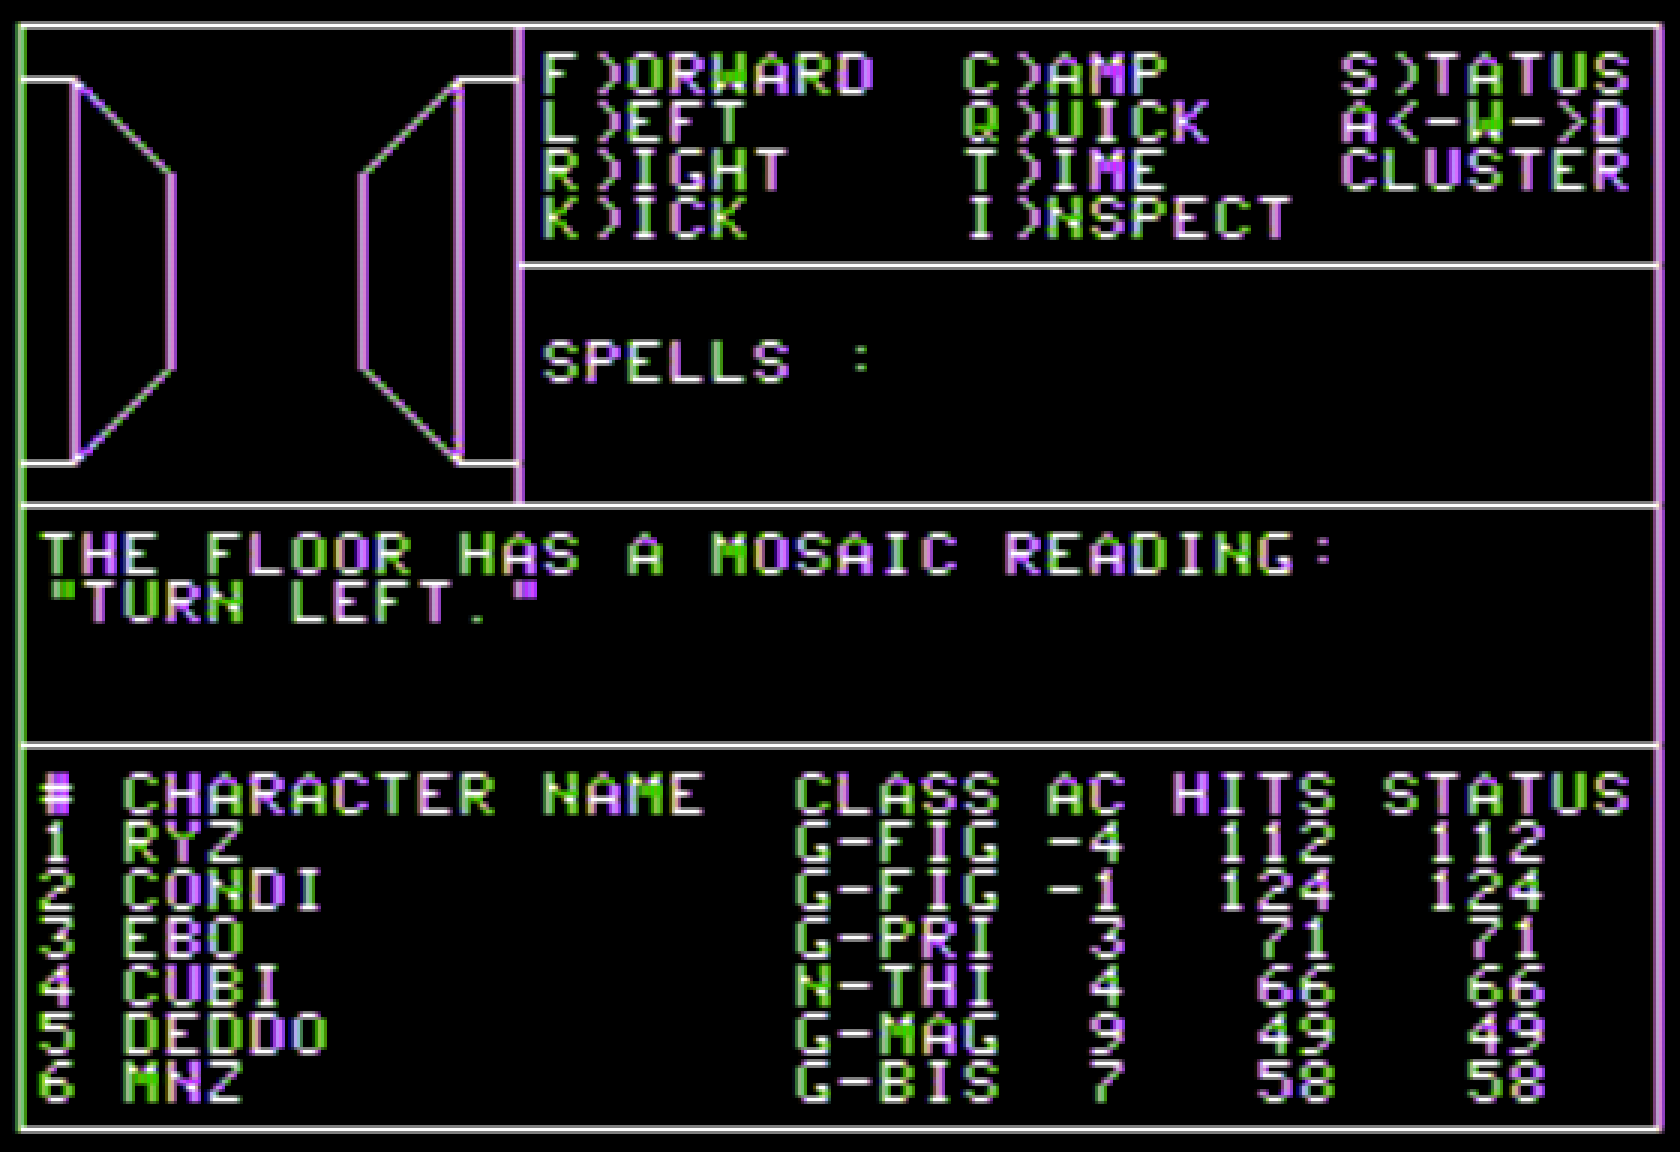 F)ORWARD C)AMP S)TATUS
L)EFT Q)UICK A<-W->D
R)IGHT T)IME CLUSTER
K)ICK I)NSPECT
SPELLS :
THE FLOOR HAS A MOSAIC READING:
"TURN LEFT."
# CHARACTER NAME CLASS AC HITS STATUS
1 RYZ G-FIG -4 112 112
2 CONDI G-FIG -1 124 124
3 EBO G-PRI 3 71 71
4 CUBI N-THI 4 66 66
5 DEDDO G-MAG 9 49 49
6 MNZ G-BIS 7 58 58